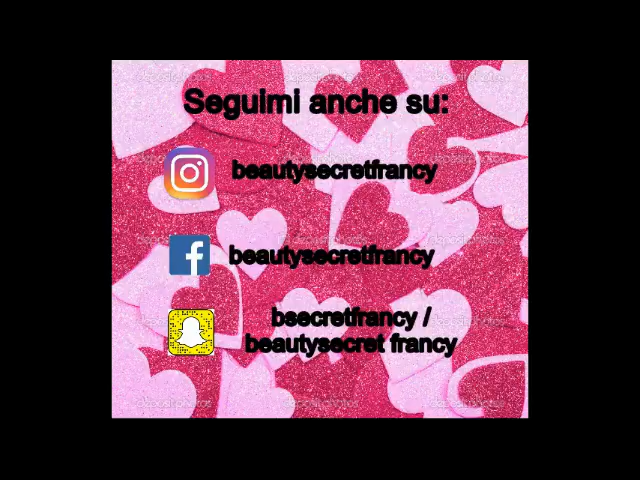 Seguimi anche su:
beautysecretfrancy
beautysecretfrancy
bsecretfrancy /
beautysecret francy